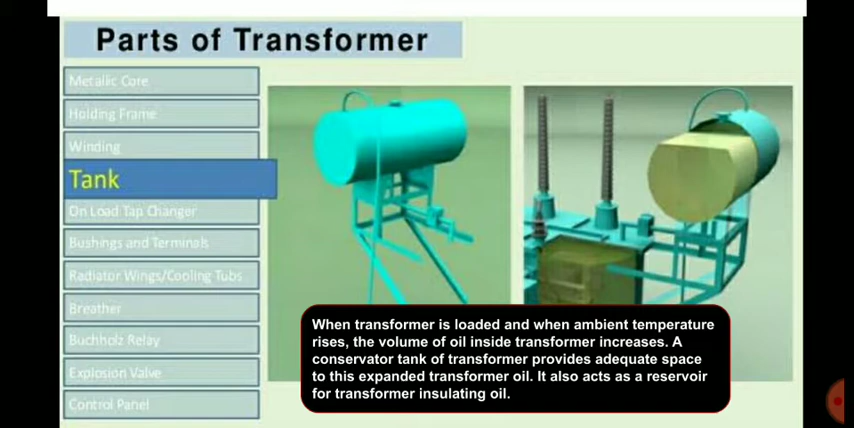 Parts of Transformer
Metallic Core
Holding Frame
Winding
Tank
On Load Tap Changer
Bushings and Terminals
Radiator Wings/Cooling Tubs
Breather
Buchholz Relay
Explosion Valve
Control Panel
When transformer is loaded and when ambient temperature
rises, the volume of oil inside transformer increases. A
conservator tank of transformer provides adequate space
to this expanded transformer oil. It also acts as a reservoir
for transformer insulating oil.